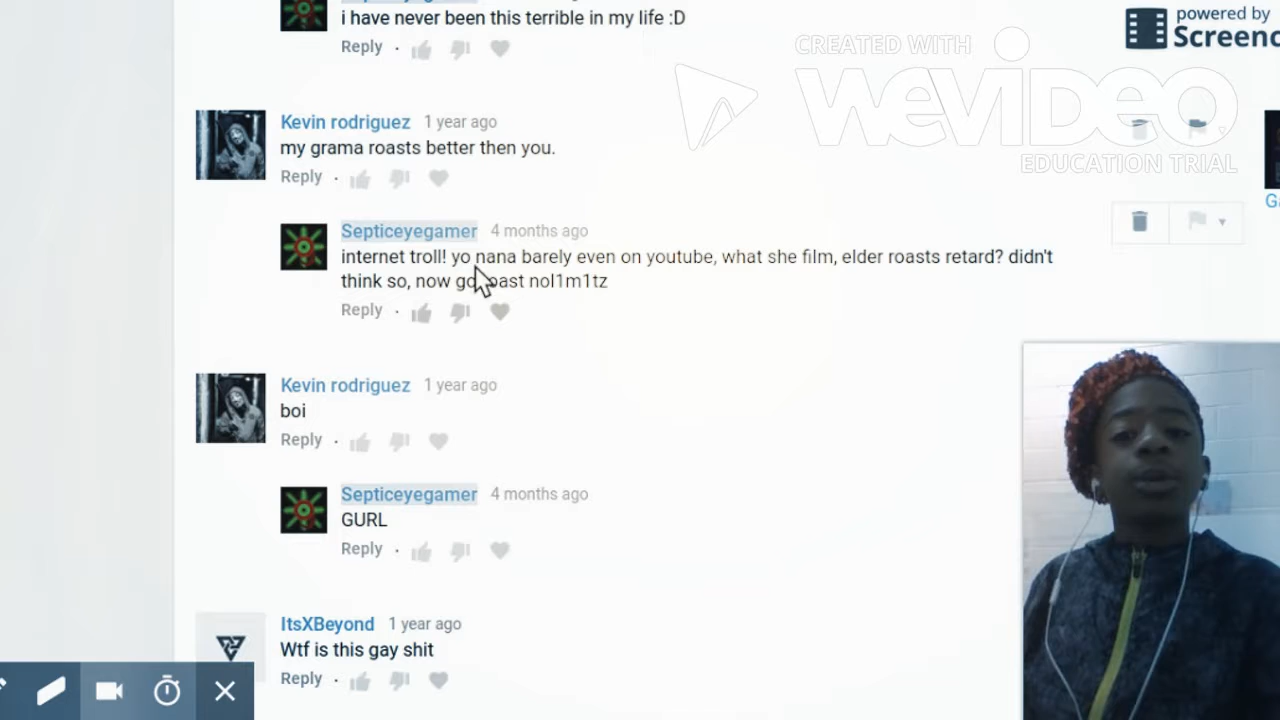 i have never been this terrible in my life :D
Reply
powered by
CREATED WITH
WEVIDEO
EDUCATION TRIAL
Kevin rodriguez 1 year ago
my grama roasts better then you.
Reply
Septiceyegamer 4 months ago
internet troll! yo nana barely even on youtube, what she film, elder roasts retard? didn't
think so, now go past nol1m1tz
Reply
Kevin rodriguez 1 year ago
boi
Reply
Septiceyegamer 4 months ago
GURL
Reply
ItsXBeyond 1 year ago
Wtf is this gay shit
Reply